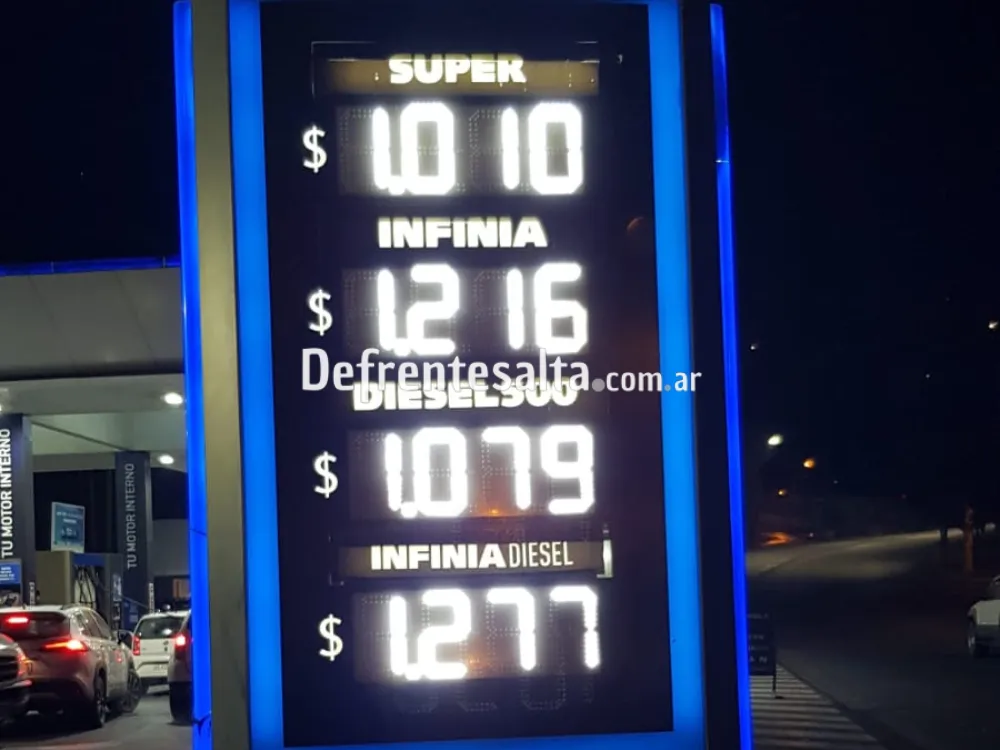 SUPER
$ 1.010
INFINIA
$ 1.216
Defrentesalta.com.ar
DIESEL500
$ 1.079
INFINIA DIESEL
$ 1.277
TU MOTOR INTERNO
TU MOTOR INTERNO